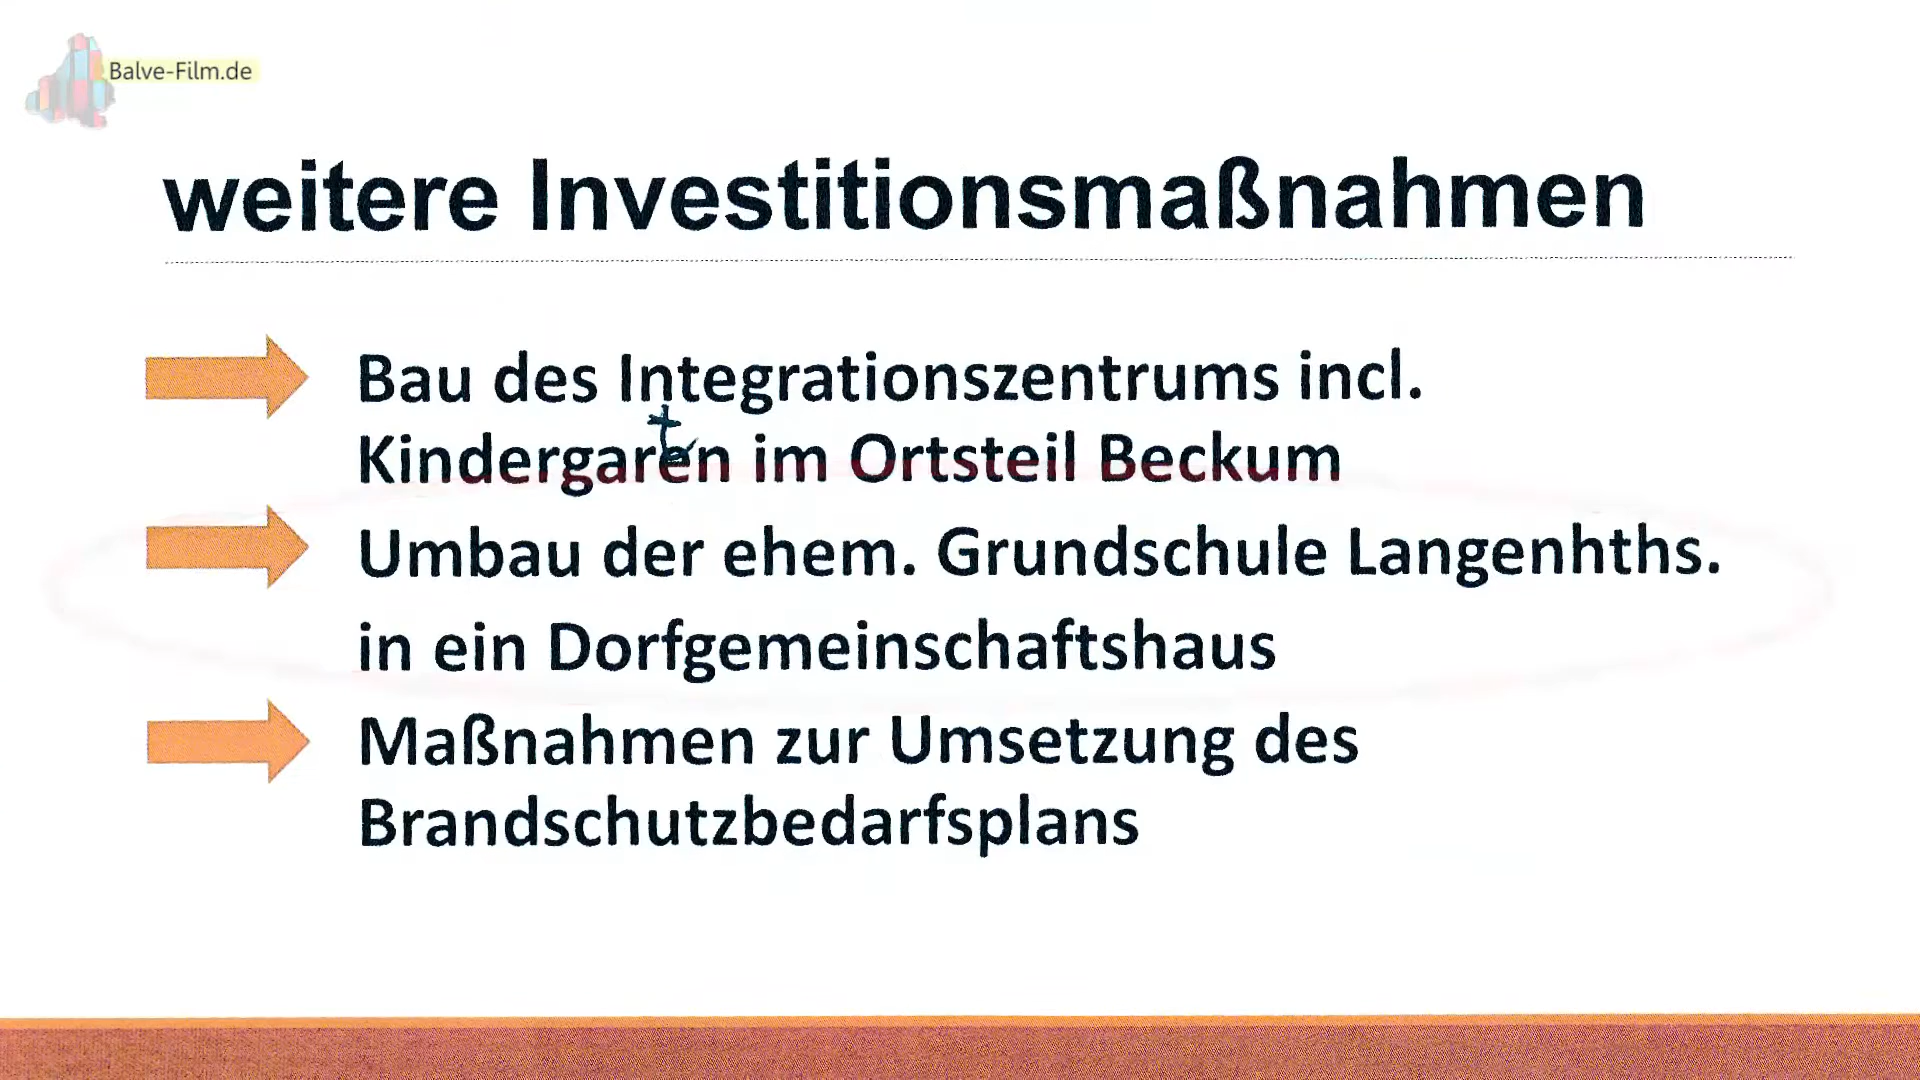 Balve-Film.de
weitere Investitionsmaßnahmen
Bau des Integrationszentrums incl.
t
Kindergaren im Ortsteil Beckum
Umbau der ehem. Grundschule Langenhths.
in ein Dorfgemeinschaftshaus
Maßnahmen zur Umsetzung des
Brandschutzbedarfsplans